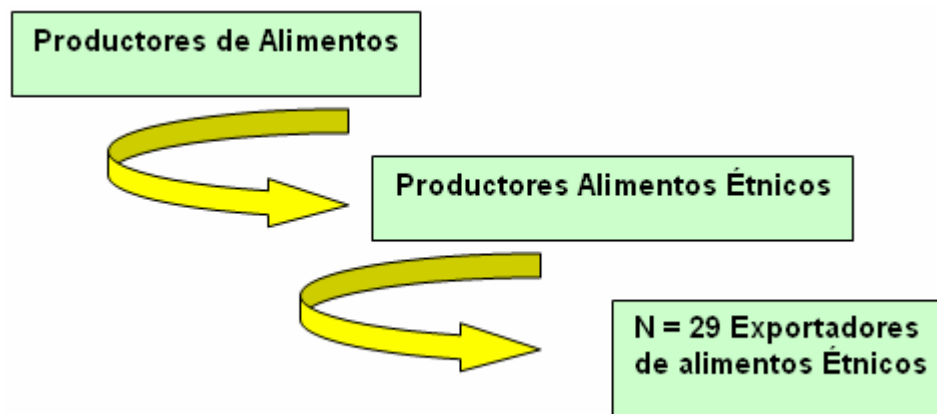 Productores de Alimentos
Productores Alimentos Étnicos
N = 29 Exportadores
de alimentos Étnicos